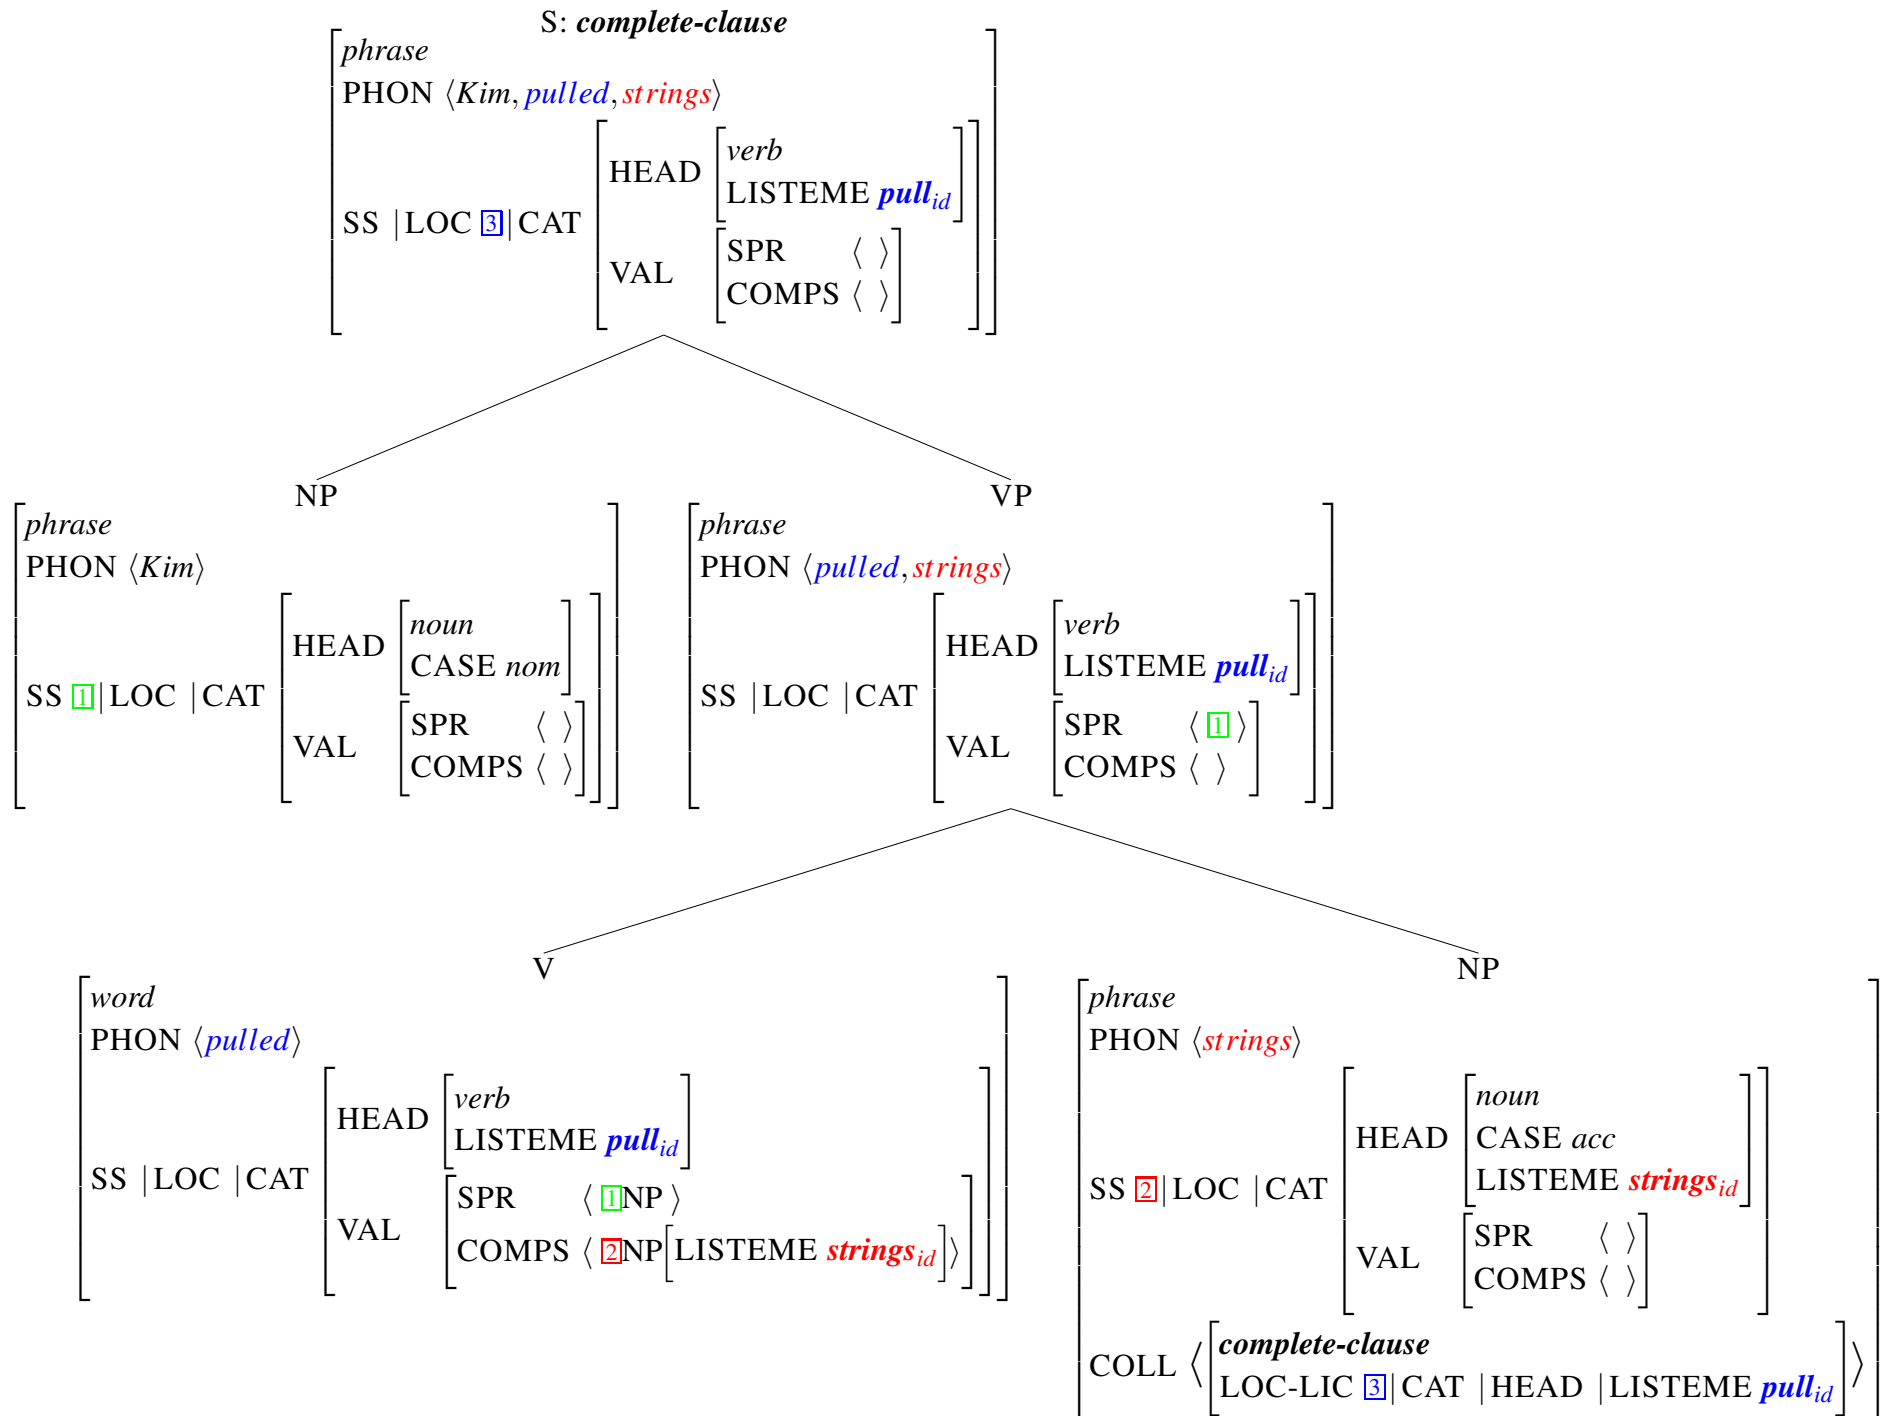 S: complete-clause
phrase
PHON ⟨Kim, pulled, strings⟩
SS |LOC 3|CAT
HEAD
verb
LISTEME pull_id
VAL
SPR ⟨ ⟩
COMPS ⟨ ⟩
NP
phrase
PHON ⟨Kim⟩
SS 1|LOC |CAT
HEAD
noun
CASE nom
VAL
SPR ⟨ ⟩
COMPS ⟨ ⟩
VP
phrase
PHON ⟨pulled, strings⟩
SS |LOC |CAT
HEAD
verb
LISTEME pull_id
VAL
SPR ⟨ 1 ⟩
COMPS ⟨ ⟩
V
word
PHON ⟨pulled⟩
SS |LOC |CAT
HEAD
verb
LISTEME pull_id
VAL
SPR ⟨ 1NP ⟩
COMPS ⟨ 2NP[LISTEME strings_id]⟩
NP
phrase
PHON ⟨strings⟩
SS 2|LOC |CAT
HEAD
noun
CASE acc
LISTEME strings_id
VAL
SPR ⟨ ⟩
COMPS ⟨ ⟩
COLL ⟨[complete-clause
LOC-LIC 3|CAT |HEAD |LISTEME pull_id]⟩